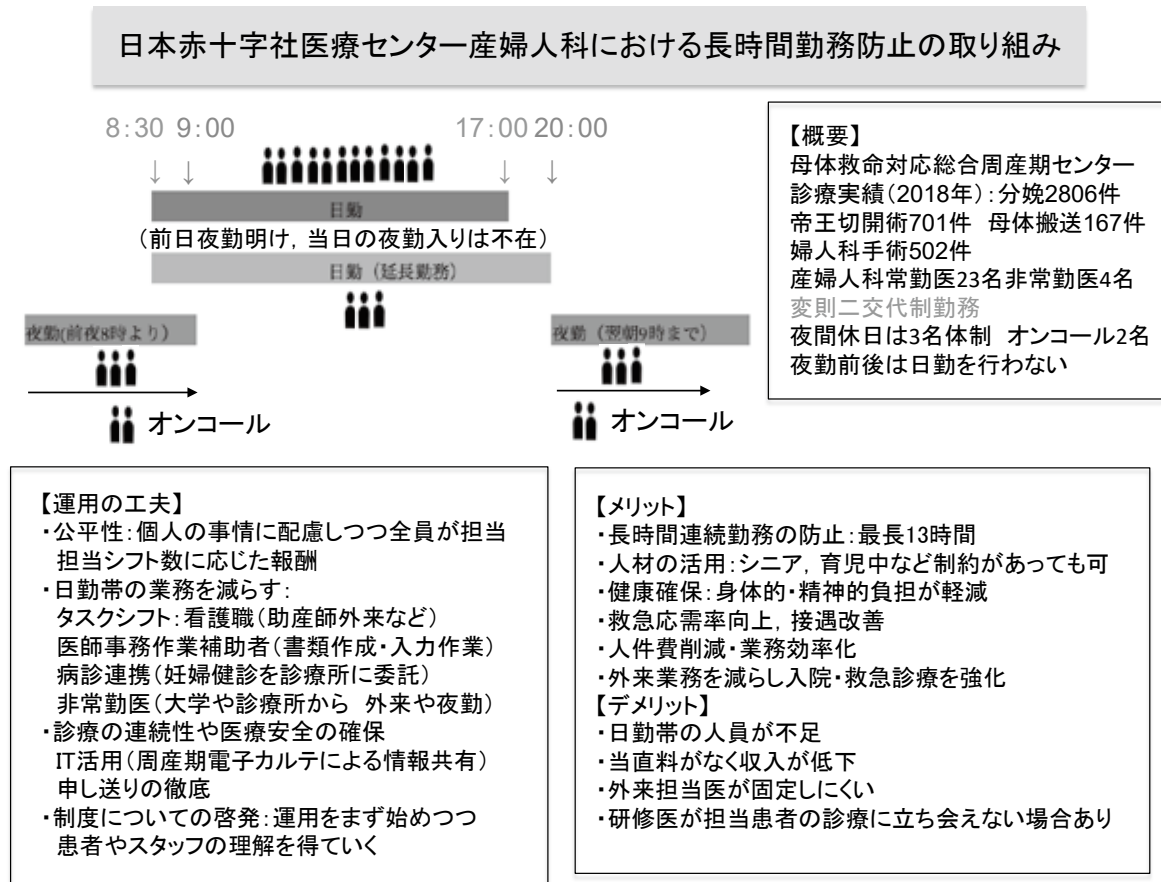 日本赤十字社医療センター産婦人科における長時間勤務防止の取り組み
8:30 9:00 17:00 20:00
↓ ↓ ↓ ↓
日勤
(前日夜勤明け, 当日の夜勤入りは不在)
日勤（延長勤務）
夜勤(前夜8時より)
夜勤（翌朝9時まで）
オンコール
オンコール
【概要】
母体救命対応総合周産期センター
診療実績(2018年):分娩2806件
帝王切開術701件 母体搬送167件
婦人科手術502件
産婦人科常勤医23名非常勤医4名
変則二交代制勤務
夜間休日は3名体制 オンコール2名
夜勤前後は日勤を行わない
【運用の工夫】
・公平性:個人の事情に配慮しつつ全員が担当
担当シフト数に応じた報酬
・日勤帯の業務を減らす:
タスクシフト:看護職(助産師外来など)
医師事務作業補助者(書類作成・入力作業)
病診連携(妊婦健診を診療所に委託)
非常勤医(大学や診療所から 外来や夜勤)
・診療の連続性や医療安全の確保
IT活用(周産期電子カルテによる情報共有)
申し送りの徹底
・制度についての啓発:運用をまず始めつつ
患者やスタッフの理解を得ていく
【メリット】
・長時間連続勤務の防止:最長13時間
・人材の活用:シニア, 育児中など制約があっても可
・健康確保:身体的・精神的負担が軽減
・救急応需率向上, 接遇改善
・人件費削減・業務効率化
・外来業務を減らし入院・救急診療を強化
【デメリット】
・日勤帯の人員が不足
・当直料がなく収入が低下
・外来担当医が固定しにくい
・研修医が担当患者の診療に立ち会えない場合あり